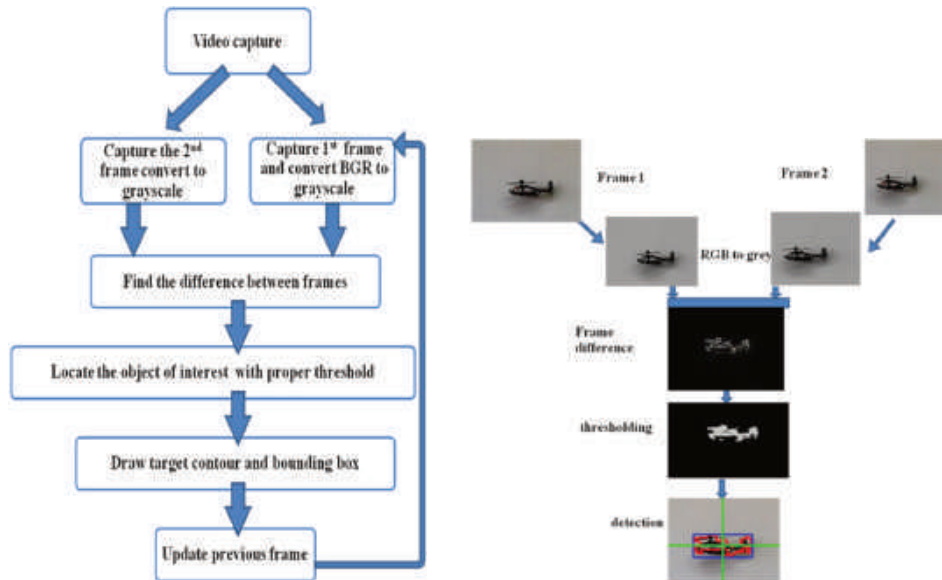 Video capture
Capture the 2nd
frame convert to
grayscale
Capture 1st frame
and convert BGR to
grayscale
Find the difference between frames
Locate the object of interest with proper threshold
Draw target contour and bounding box
Update previous frame
Frame 1
Frame 2
RGB to grey
Frame
difference
thresholding
detection